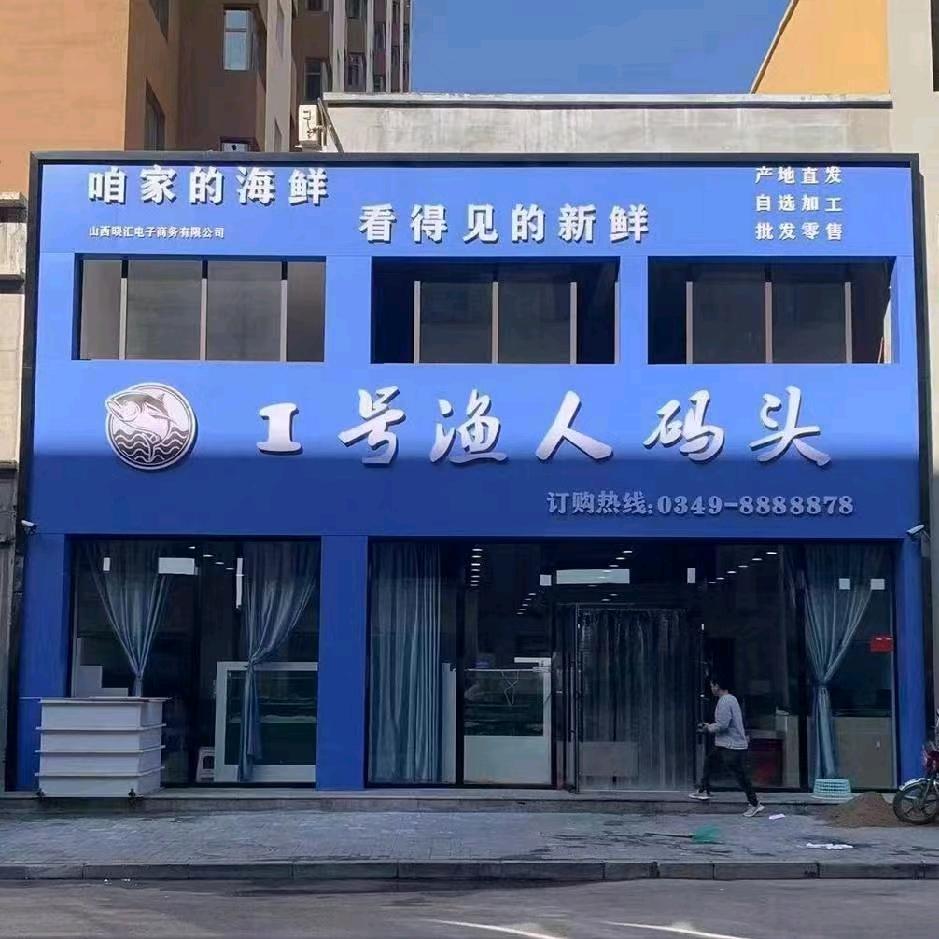 咱家的海鲜
山西晓汇电子商务有限公司
看得见的新鲜
产地直发
自选加工
批发零售
1号渔人码头
订购热线:0349-8888878